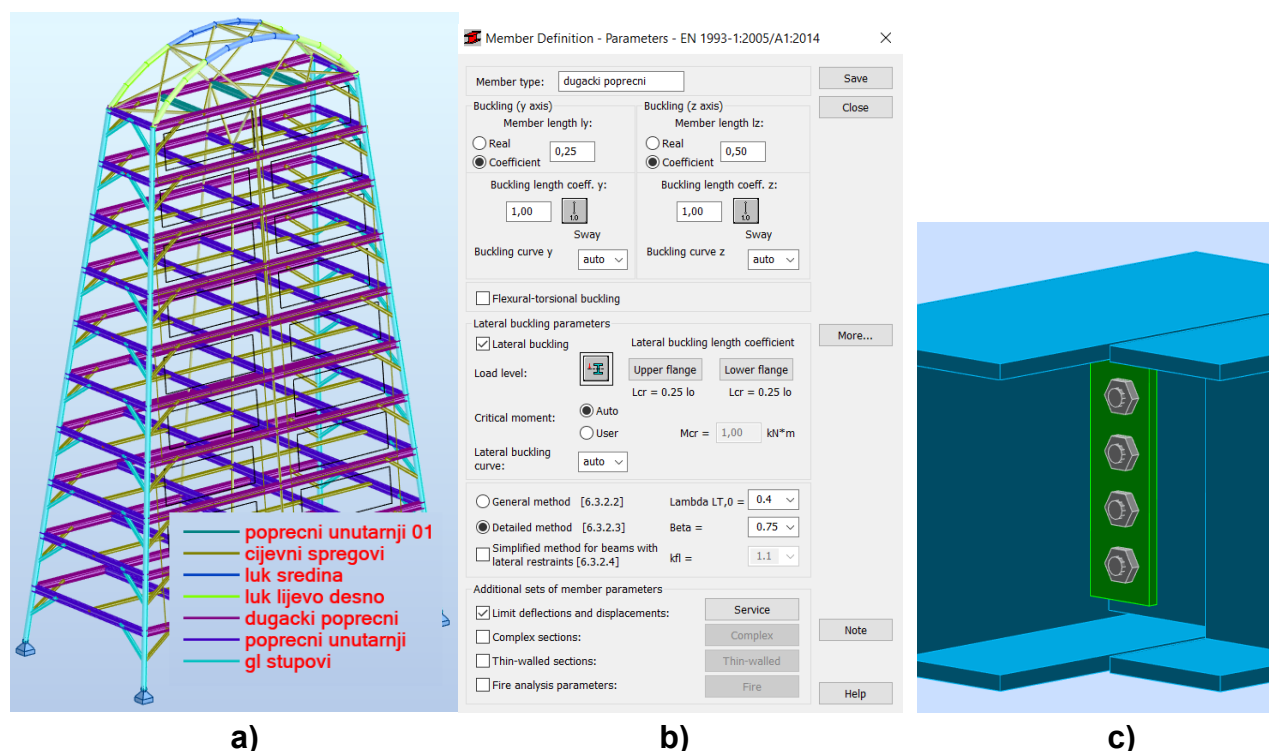 poprecni unutarnji 01
cijevni spregovi
luk sredina
luk lijevo desno
dugacki poprecni
poprecni unutarnji
gl stupovi
a)
Member Definition - Parameters - EN 1993-1:2005/A1:2014
Member type: dugacki poprecni
Save
Close
Buckling (y axis)
Member length ly:
Real
Coefficient
0,25
Buckling length coeff. y:
1,00
1.0
Sway
Buckling curve y auto
Buckling (z axis)
Member length lz:
Real
Coefficient
0,50
Buckling length coeff. z:
1,00
1.0
Sway
Buckling curve z auto
Flexural-torsional buckling
Lateral buckling parameters
More...
Lateral buckling
Lateral buckling length coefficient
Load level:
Upper flange Lower flange
Lcr = 0.25 lo Lcr = 0.25 lo
Critical moment:
Auto
User
Mcr = 1,00 kN*m
Lateral buckling
curve:
auto
General method [6.3.2.2] Lambda LT,0 = 0.4
Detailed method [6.3.2.3] Beta = 0.75
Simplified method for beams with
lateral restraints [6.3.2.4] kfl = 1.1
Additional sets of member parameters
Limit deflections and displacements: Service
Complex sections: Complex
Note
Thin-walled sections: Thin-walled
Fire analysis parameters: Fire
Help
b)
c)